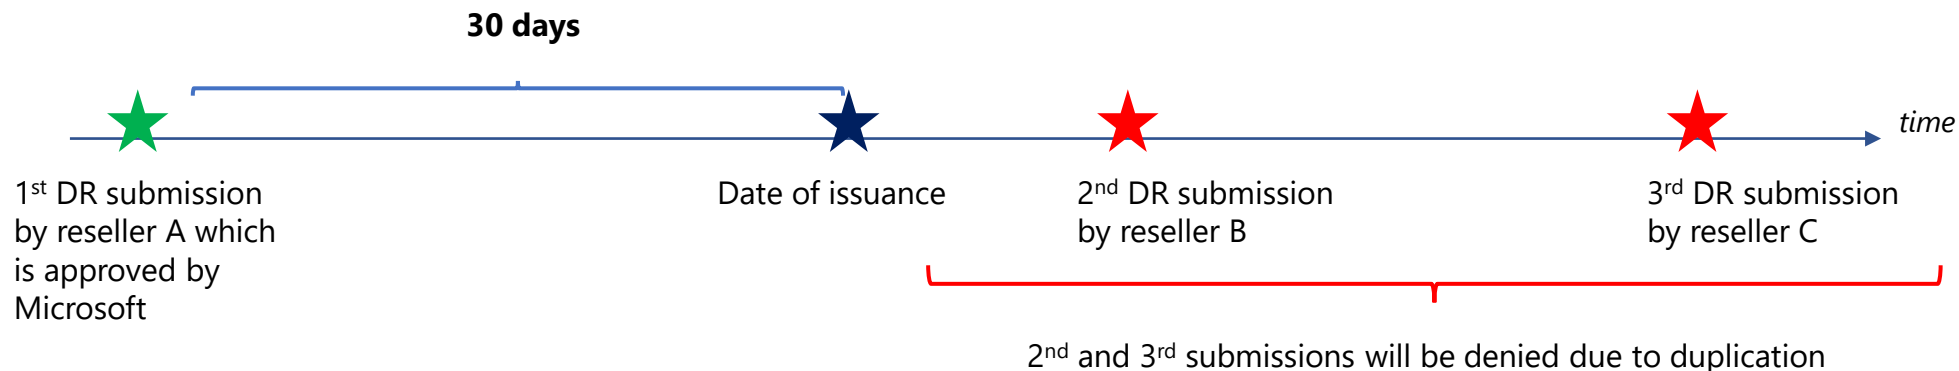 30 days
time
1st DR submission
by reseller A which
is approved by
Microsoft
Date of issuance
2nd DR submission
by reseller B
3rd DR submission
by reseller C
2nd and 3rd submissions will be denied due to duplication